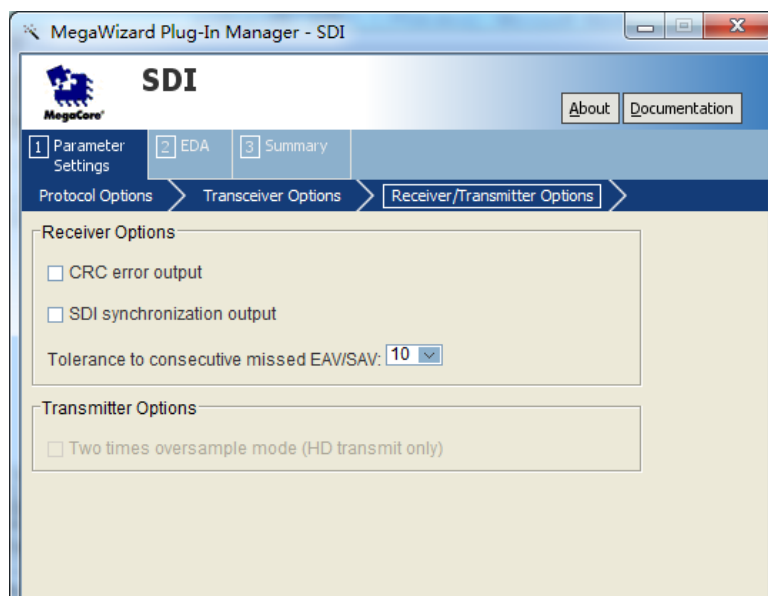 MegaWizard Plug-In Manager - SDI
MegaCore®
SDI
About
Documentation
1 Parameter Settings
2 EDA
3 Summary
Protocol Options
Transceiver Options
Receiver/Transmitter Options
Receiver Options
CRC error output
SDI synchronization output
Tolerance to consecutive missed EAV/SAV: 10
Transmitter Options
Two times oversample mode (HD transmit only)